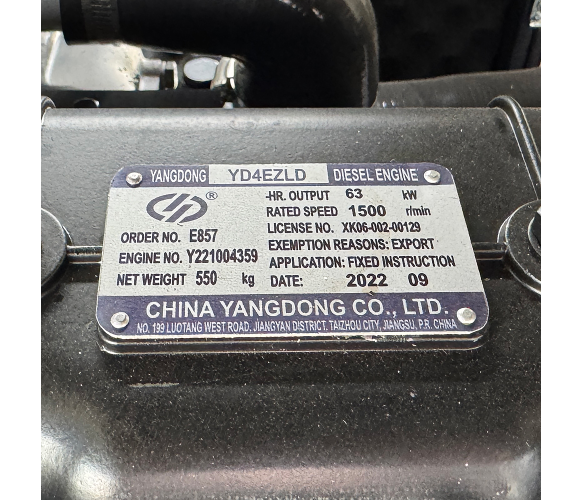 YANGDONG YD4EZLD DIESEL ENGINE
®
-HR. OUTPUT 63 kW
RATED SPEED 1500 r/min
LICENSE NO. XK06-002-00129
ORDER NO. E857
EXEMPTION REASONS: EXPORT
ENGINE NO. Y221004359
APPLICATION: FIXED INSTRUCTION
NET WEIGHT 550 kg
DATE: 2022 09
CHINA YANGDONG CO., LTD.
NO. 199 LUOTANG WEST ROAD, JIANGYAN DISTRICT, TAIZHOU CITY, JIANGSU, P.R. CHINA